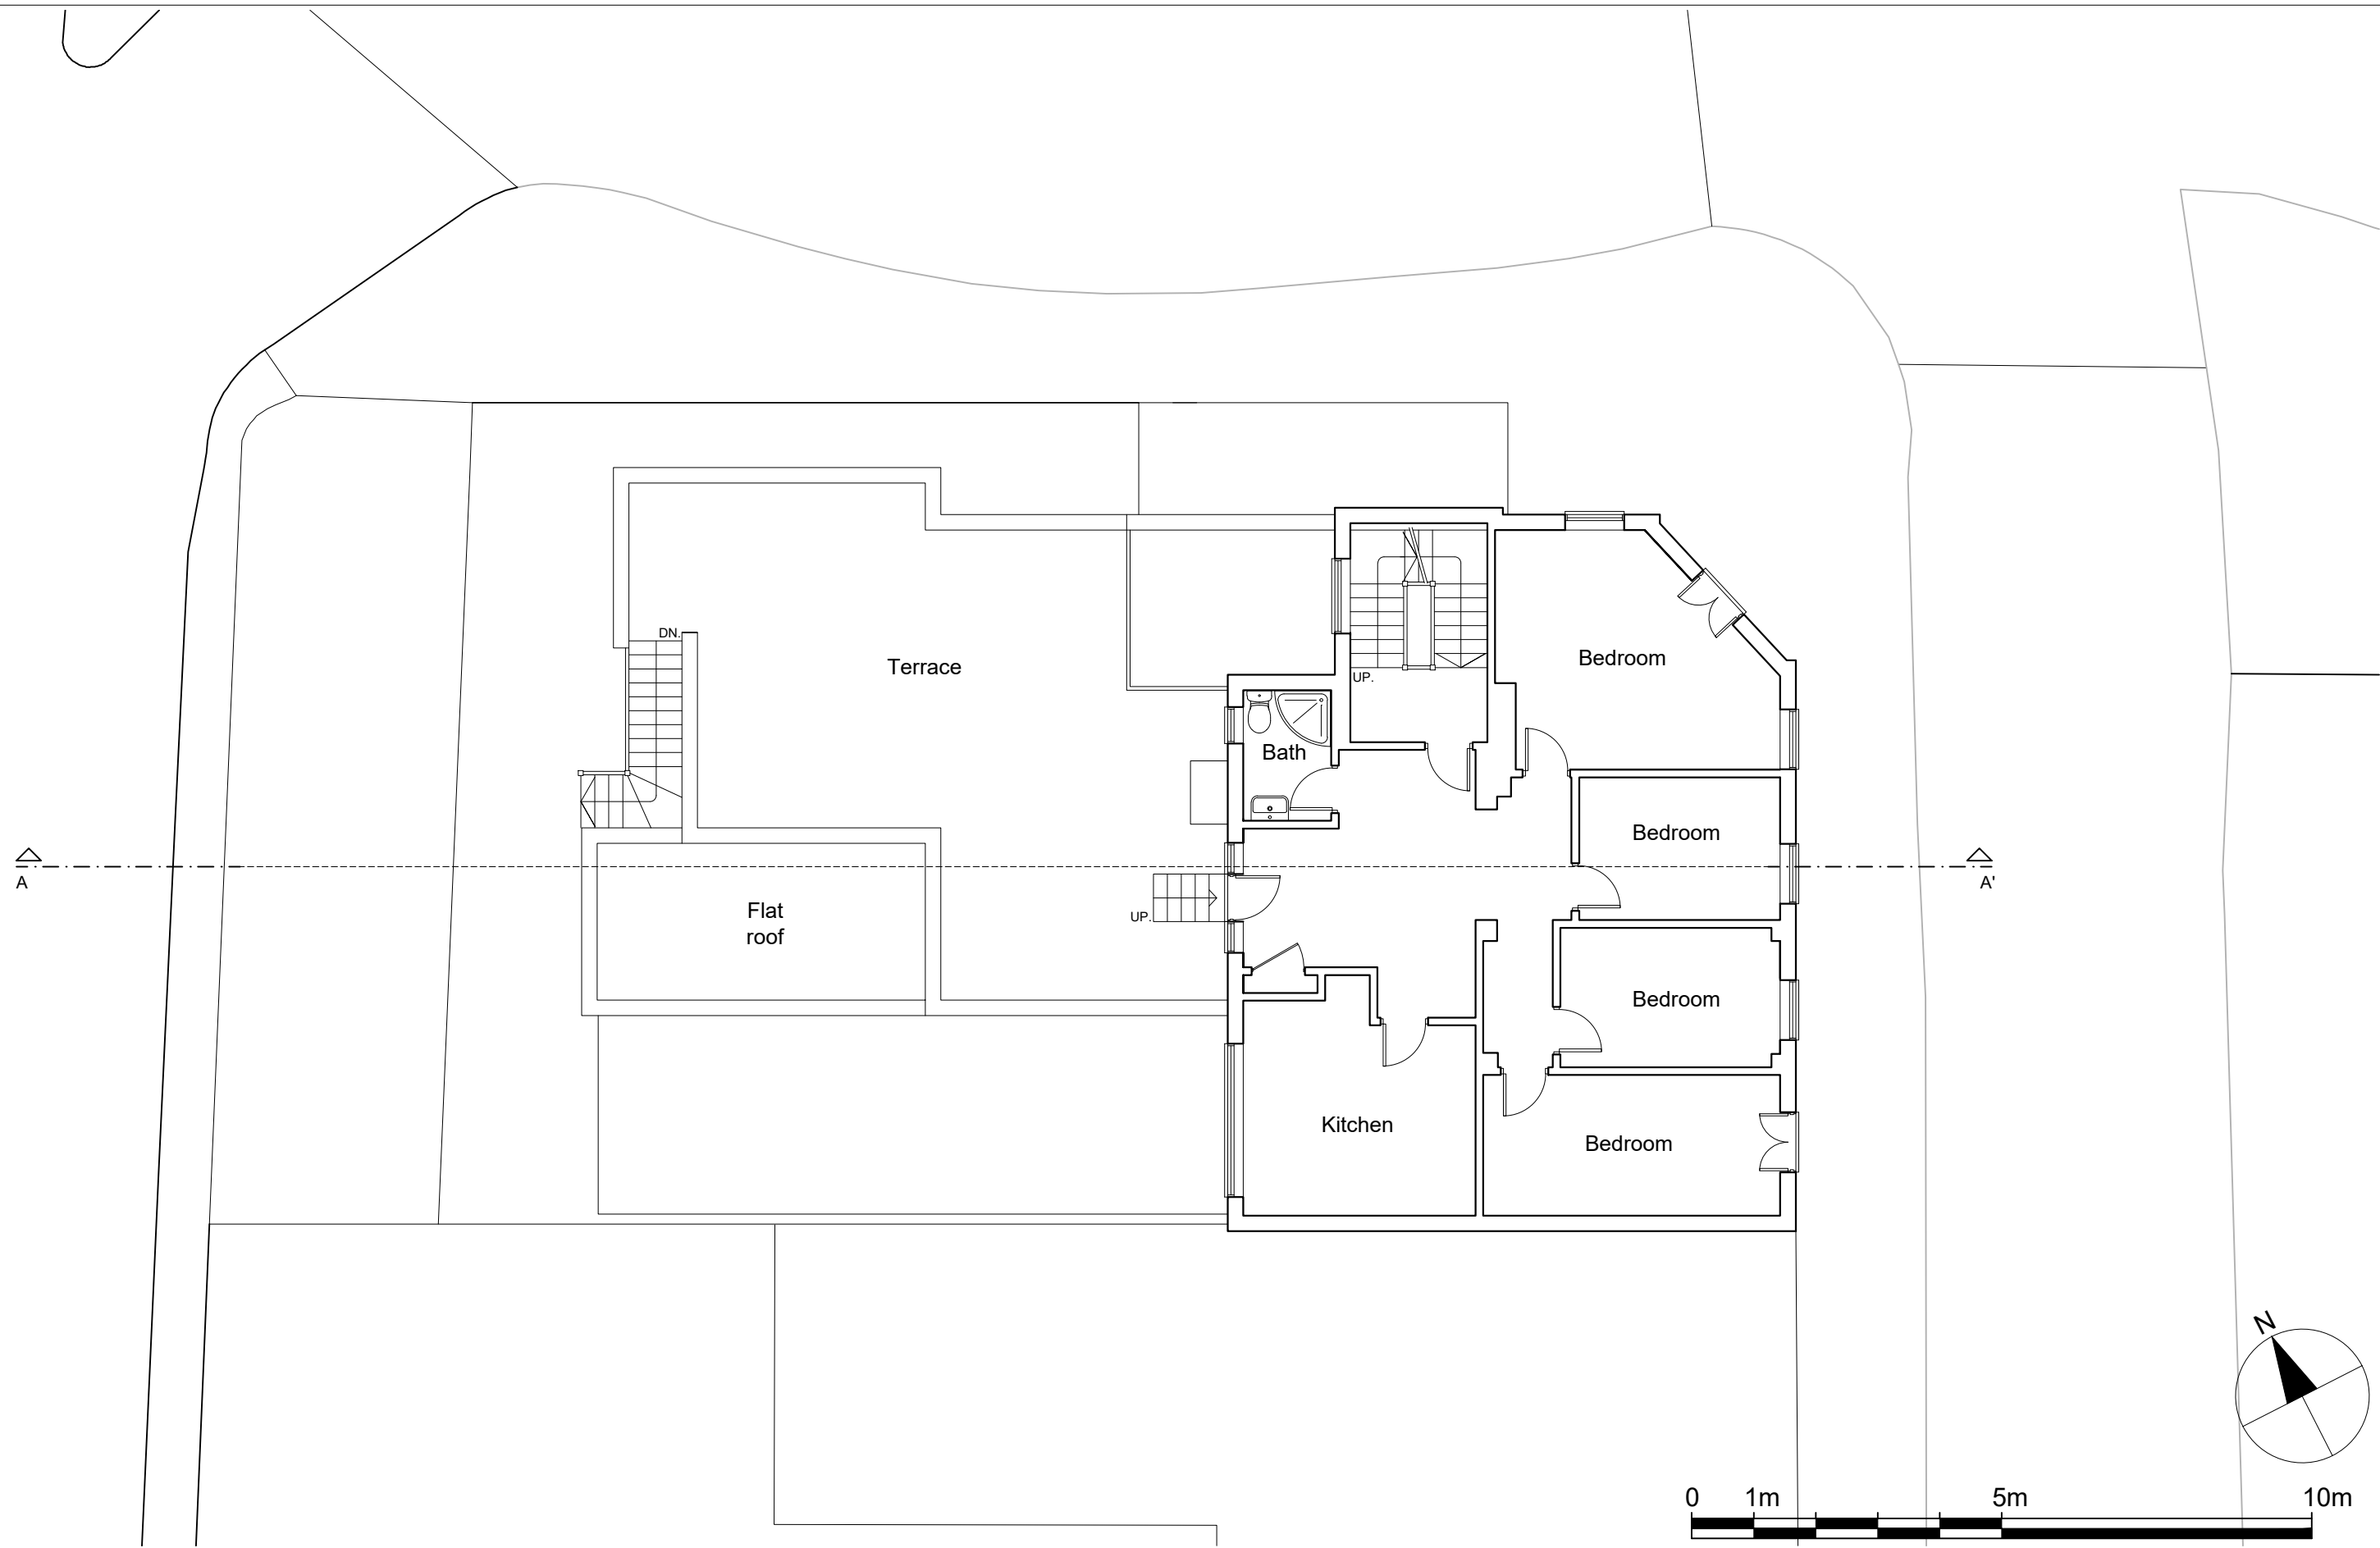 DN.
Terrace
UP.
Bedroom
Bath
Bedroom
A
A'
Flat
roof
UP.
Bedroom
Kitchen
Bedroom
N
0 1m 5m 10m